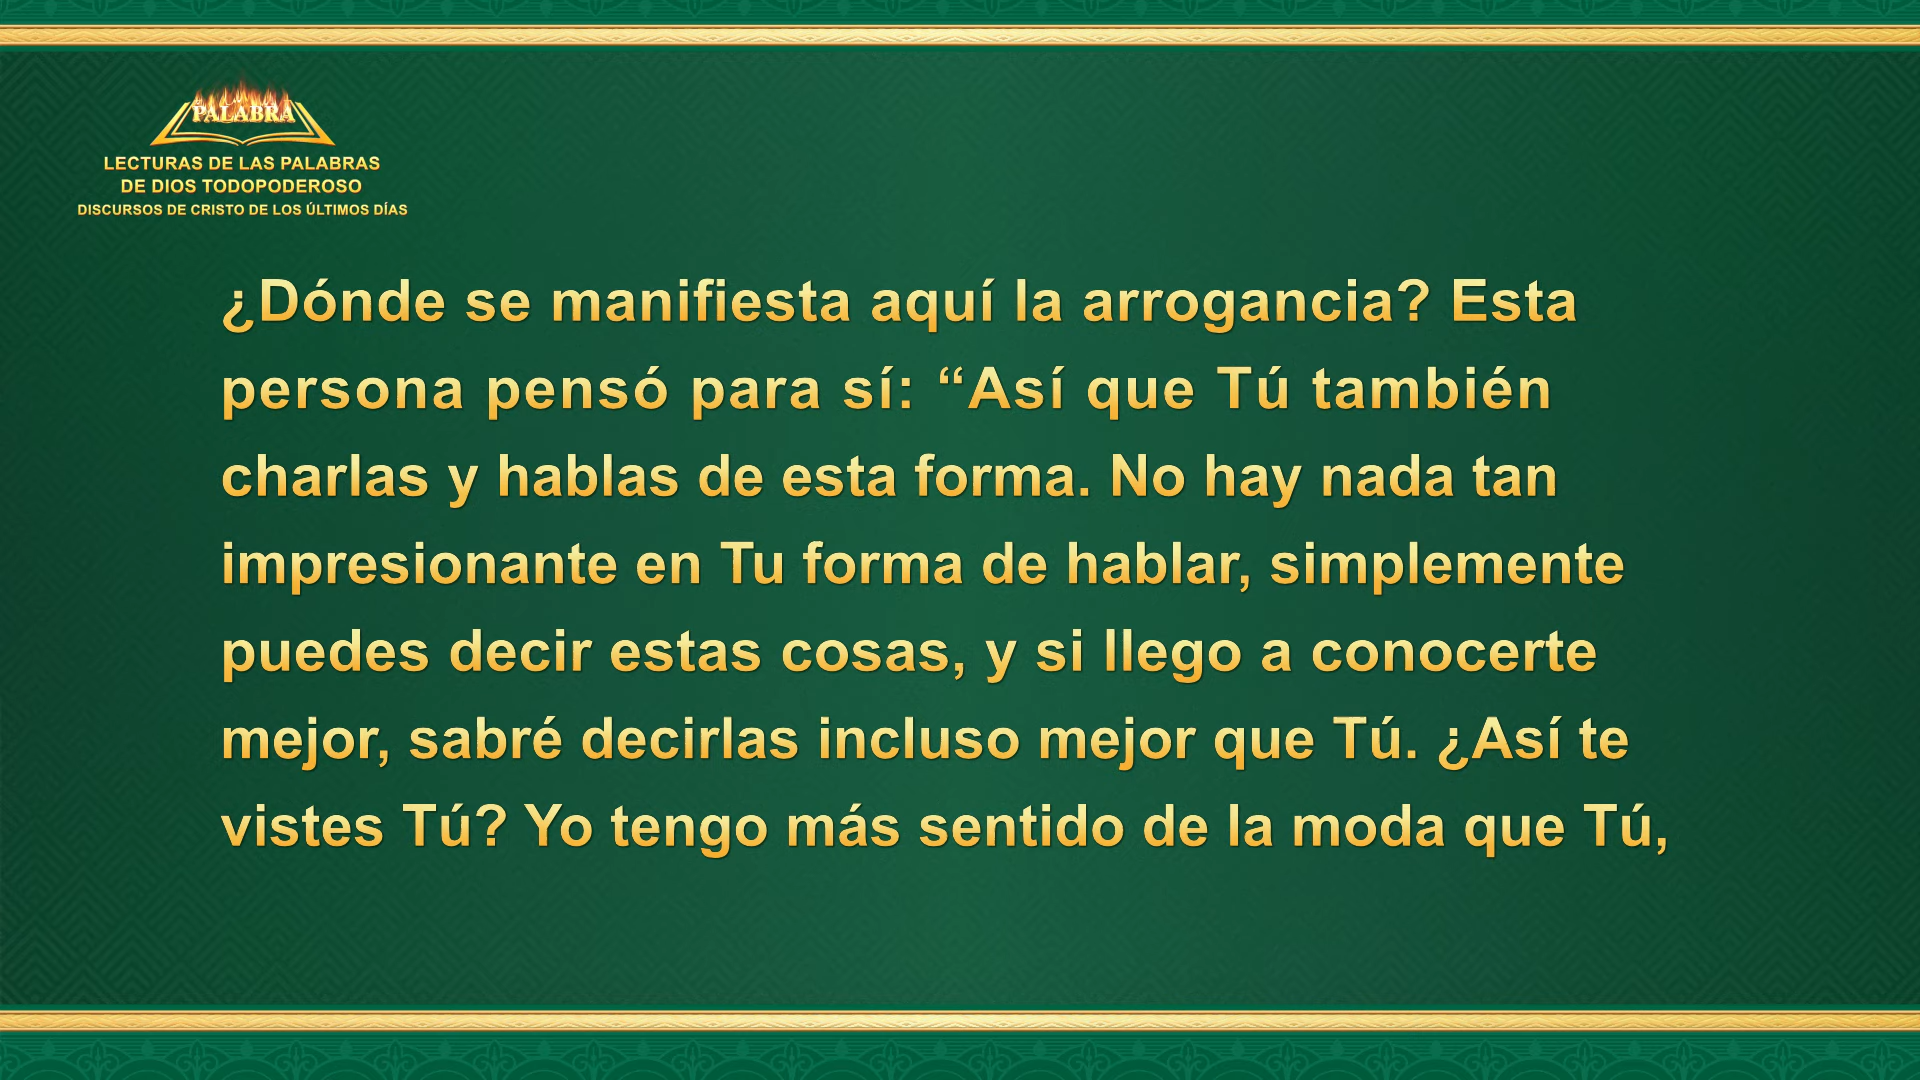 PALABRA
LECTURAS DE LAS PALABRAS
DE DIOS TODOPODEROSO
DISCURSOS DE CRISTO DE LOS ÚLTIMOS DÍAS
¿Dónde se manifiesta aquí la arrogancia? Esta
persona pensó para sí: “Así que Tú también
charlas y hablas de esta forma. No hay nada tan
impresionante en Tu forma de hablar, simplemente
puedes decir estas cosas, y si llego a conocerte
mejor, sabré decirlas incluso mejor que Tú. ¿Así te
vistes Tú? Yo tengo más sentido de la moda que Tú,